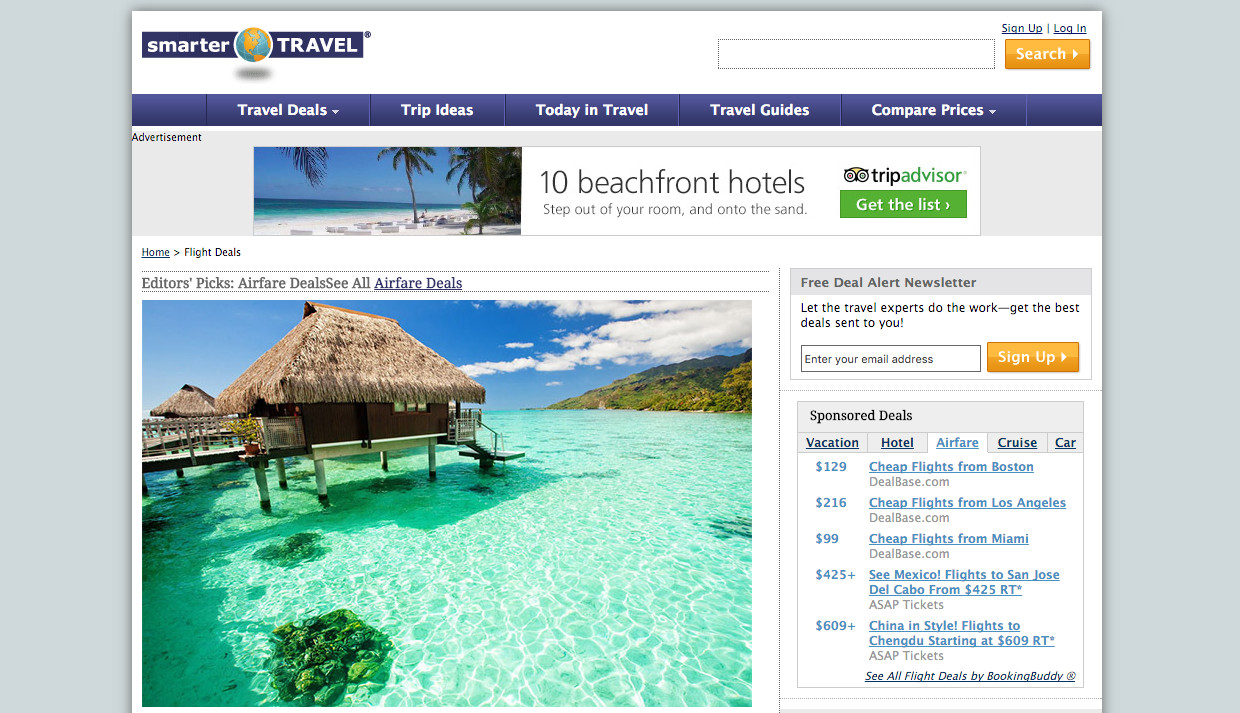 smarter TRAVEL®
Sign Up | Log In
Search
Travel Deals
Trip Ideas
Today in Travel
Travel Guides
Compare Prices
Advertisement
10 beachfront hotels
Step out of your room, and onto the sand.
tripadvisor®
Get the list ›
Home > Flight Deals
Editors' Picks: Airfare DealsSee All Airfare Deals
Free Deal Alert Newsletter
Let the travel experts do the work—get the best
deals sent to you!
Enter your email address
Sign Up
Sponsored Deals
Vacation Hotel Airfare Cruise Car
$129 Cheap Flights from Boston
DealBase.com
$216 Cheap Flights from Los Angeles
DealBase.com
$99 Cheap Flights from Miami
DealBase.com
$425+ See Mexico! Flights to San Jose
Del Cabo From $425 RT*
ASAP Tickets
$609+ China in Style! Flights to
Chengdu Starting at $609 RT*
ASAP Tickets
See All Flight Deals by BookingBuddy ®